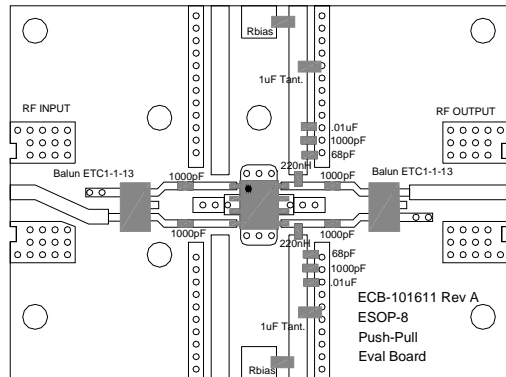 Rbias
1uF Tant.
RF INPUT
RF OUTPUT
.01uF
1000pF
68pF
220nH
Balun ETC1-1-13
1000pF
1000pF
Balun ETC1-1-13
1000pF
1000pF
220nH
68pF
1000pF
.01uF
1uF Tant.
Rbias
ECB-101611 Rev A
ESOP-8
Push-Pull
Eval Board